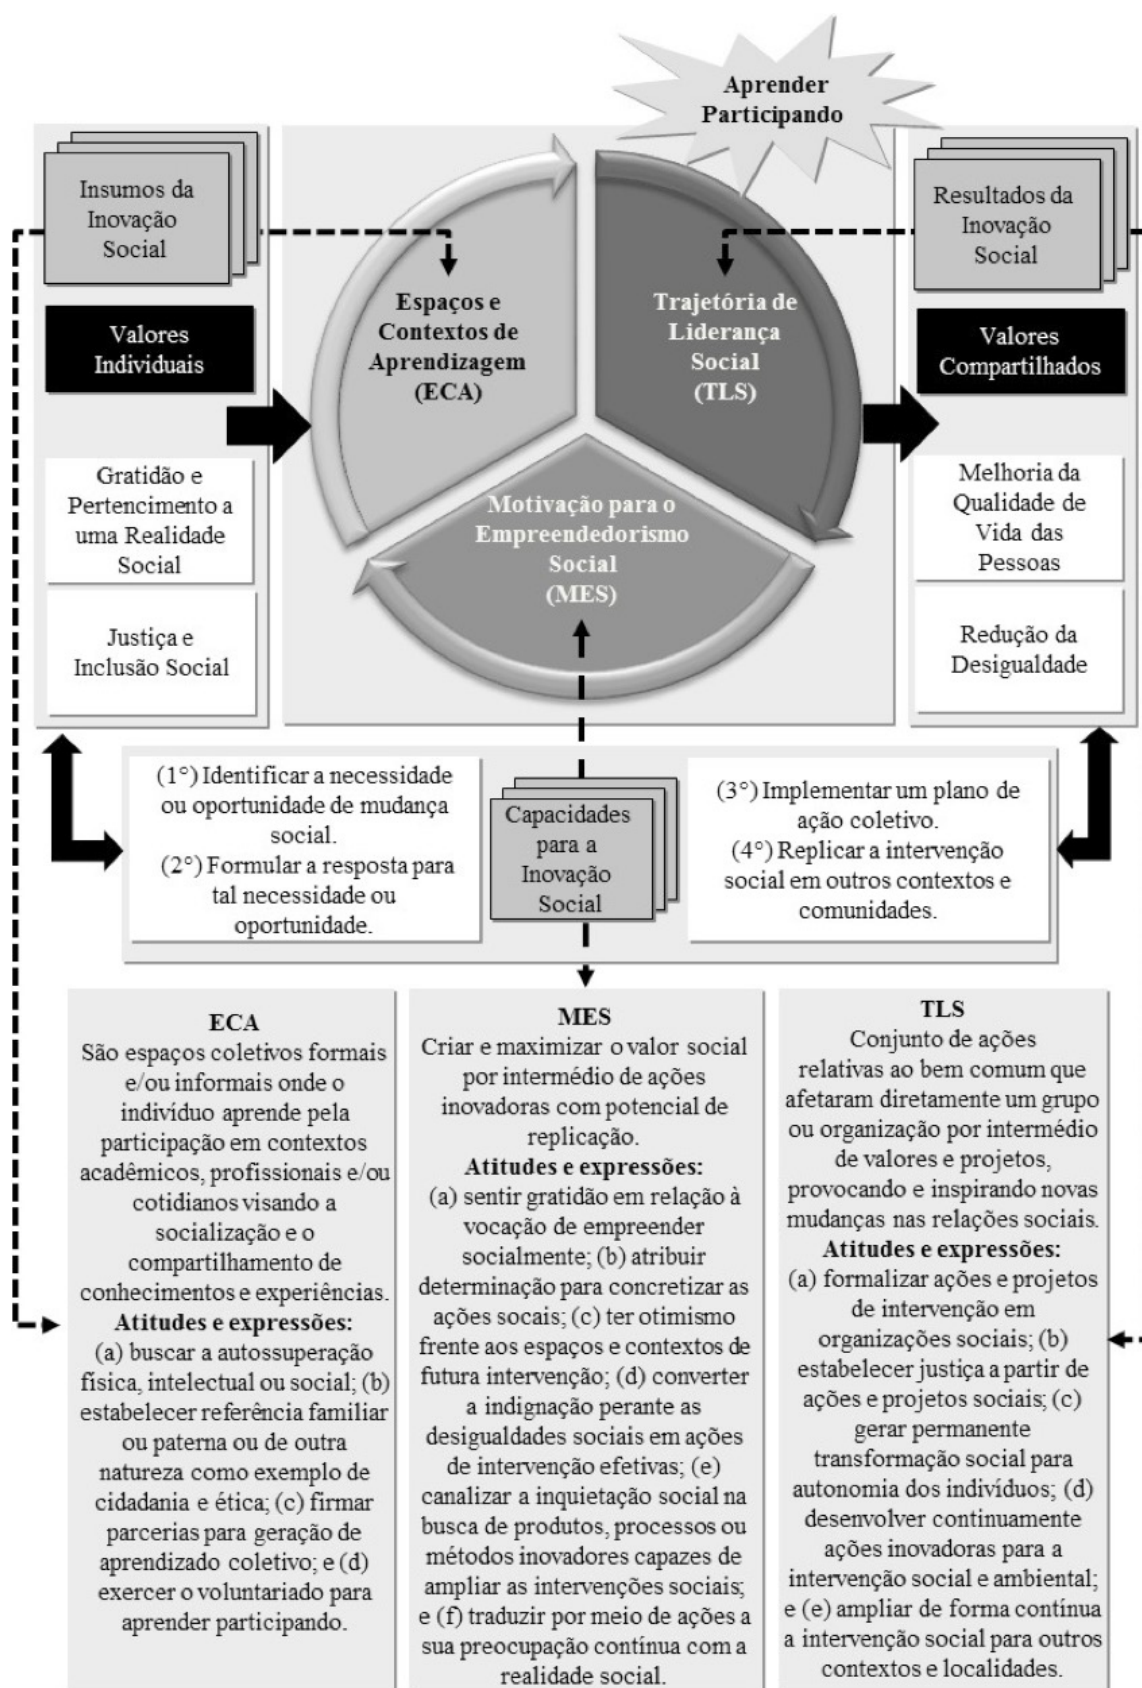 Aprender
Participando
Insumos da
Inovação
Social
Valores
Individuais
Gratidão e
Pertencimento a
uma Realidade
Social
Justiça e
Inclusão Social
Espaços e
Contextos de
Aprendizagem
(ECA)
Trajetória de
Liderança
Social
(TLS)
Motivação para o
Empreendedorismo
Social
(MES)
Resultados da
Inovação
Social
Valores
Compartilhados
Melhoria da
Qualidade de
Vida das
Pessoas
Redução da
Desigualdade
(1°) Identificar a necessidade
ou oportunidade de mudança
social.
(2°) Formular a resposta para
tal necessidade ou
oportunidade.
Capacidades
para a
Inovação
Social
(3°) Implementar um plano de
ação coletivo.
(4°) Replicar a intervenção
social em outros contextos e
comunidades.
ECA
São espaços coletivos formais
e/ou informais onde o
indivíduo aprende pela
participação em contextos
acadêmicos, profissionais e/ou
cotidianos visando a
socialização e o
compartilhamento de
conhecimentos e experiências.
Atitudes e expressões:
(a) buscar a autossuperação
física, intelectual ou social; (b)
estabelecer referência familiar
ou paterna ou de outra
natureza como exemplo de
cidadania e ética; (c) firmar
parcerias para geração de
aprendizado coletivo; e (d)
exercer o voluntariado para
aprender participando.
MES
Criar e maximizar o valor social
por intermédio de ações
inovadoras com potencial de
replicação.
Atitudes e expressões:
(a) sentir gratidão em relação à
vocação de empreender
socialmente; (b) atribuir
determinação para concretizar as
ações socais; (c) ter otimismo
frente aos espaços e contextos de
futura intervenção; (d) converter
a indignação perante as
desigualdades sociais em ações
de intervenção efetivas; (e)
canalizar a inquietação social na
busca de produtos, processos ou
métodos inovadores capazes de
ampliar as intervenções sociais;
e (f) traduzir por meio de ações a
sua preocupação contínua com a
realidade social.
TLS
Conjunto de ações
relativas ao bem comum que
afetaram diretamente um grupo
ou organização por intermédio
de valores e projetos,
provocando e inspirando novas
mudanças nas relações sociais.
Atitudes e expressões:
(a) formalizar ações e projetos
de intervenção em
organizações sociais; (b)
estabelecer justiça a partir de
ações e projetos sociais; (c)
gerar permanente
transformação social para
autonomia dos indivíduos; (d)
desenvolver continuamente
ações inovadoras para a
intervenção social e ambiental;
e (e) ampliar de forma contínua
a intervenção social para outros
contextos e localidades.